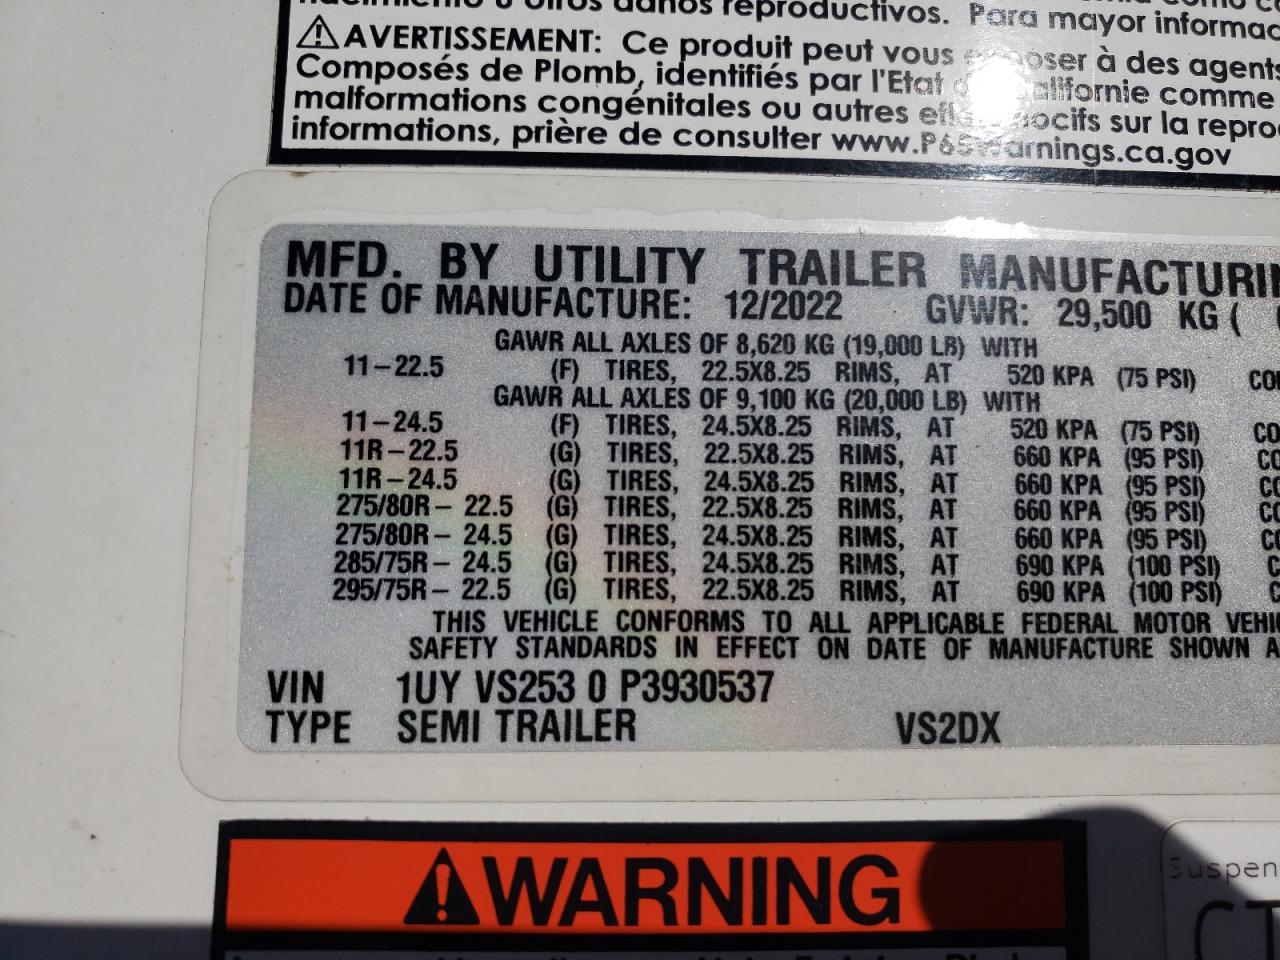 nacimiento u otros daños reproductivos. Para mayor informac
⚠ AVERTISSEMENT: Ce produit peut vous exposer à des agents
Composés de Plomb, identifiés par l'Etat de Californie comme
malformations congénitales ou autres effets nocifs sur la repro
informations, prière de consulter www.P65Warnings.ca.gov
MFD. BY UTILITY TRAILER MANUFACTURIN
DATE OF MANUFACTURE: 12/2022 GVWR: 29,500 KG (
GAWR ALL AXLES OF 8,620 KG (19,000 LB) WITH
11-22.5 (F) TIRES, 22.5X8.25 RIMS, AT 520 KPA (75 PSI) CO
GAWR ALL AXLES OF 9,100 KG (20,000 LB) WITH
11-24.5 (F) TIRES, 24.5X8.25 RIMS, AT 520 KPA (75 PSI) CO
11R-22.5 (G) TIRES, 22.5X8.25 RIMS, AT 660 KPA (95 PSI) CO
11R-24.5 (G) TIRES, 24.5X8.25 RIMS, AT 660 KPA (95 PSI) CO
275/80R- 22.5 (G) TIRES, 22.5X8.25 RIMS, AT 660 KPA (95 PSI) CO
275/80R- 24.5 (G) TIRES, 24.5X8.25 RIMS, AT 660 KPA (95 PSI) CO
285/75R- 24.5 (G) TIRES, 24.5X8.25 RIMS, AT 690 KPA (100 PSI) C
295/75R- 22.5 (G) TIRES, 22.5X8.25 RIMS, AT 690 KPA (100 PSI) C
THIS VEHICLE CONFORMS TO ALL APPLICABLE FEDERAL MOTOR VEHI
SAFETY STANDARDS IN EFFECT ON DATE OF MANUFACTURE SHOWN A
VIN 1UY VS253 0 P3930537
TYPE SEMI TRAILER VS2DX
⚠WARNING
Suspen
CT